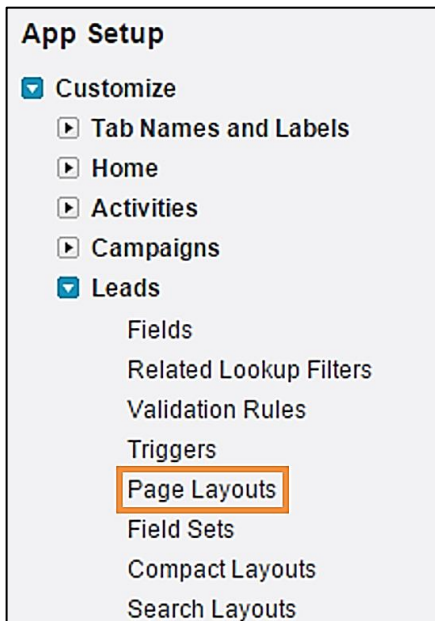 App Setup
Customize
Tab Names and Labels
Home
Activities
Campaigns
Leads
Fields
Related Lookup Filters
Validation Rules
Triggers
Page Layouts
Field Sets
Compact Layouts
Search Layouts